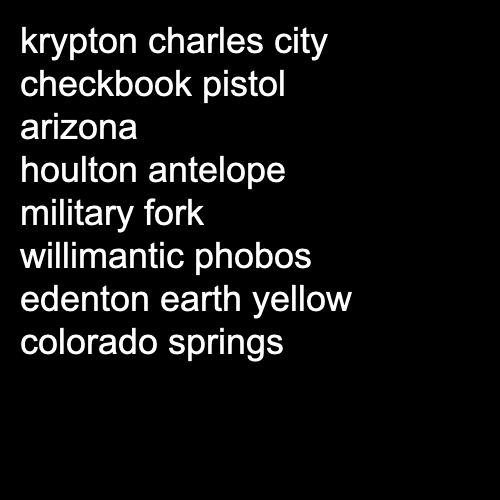 krypton charles city
checkbook pistol
arizona
houlton antelope
military fork
willimantic phobos
edenton earth yellow
colorado springs